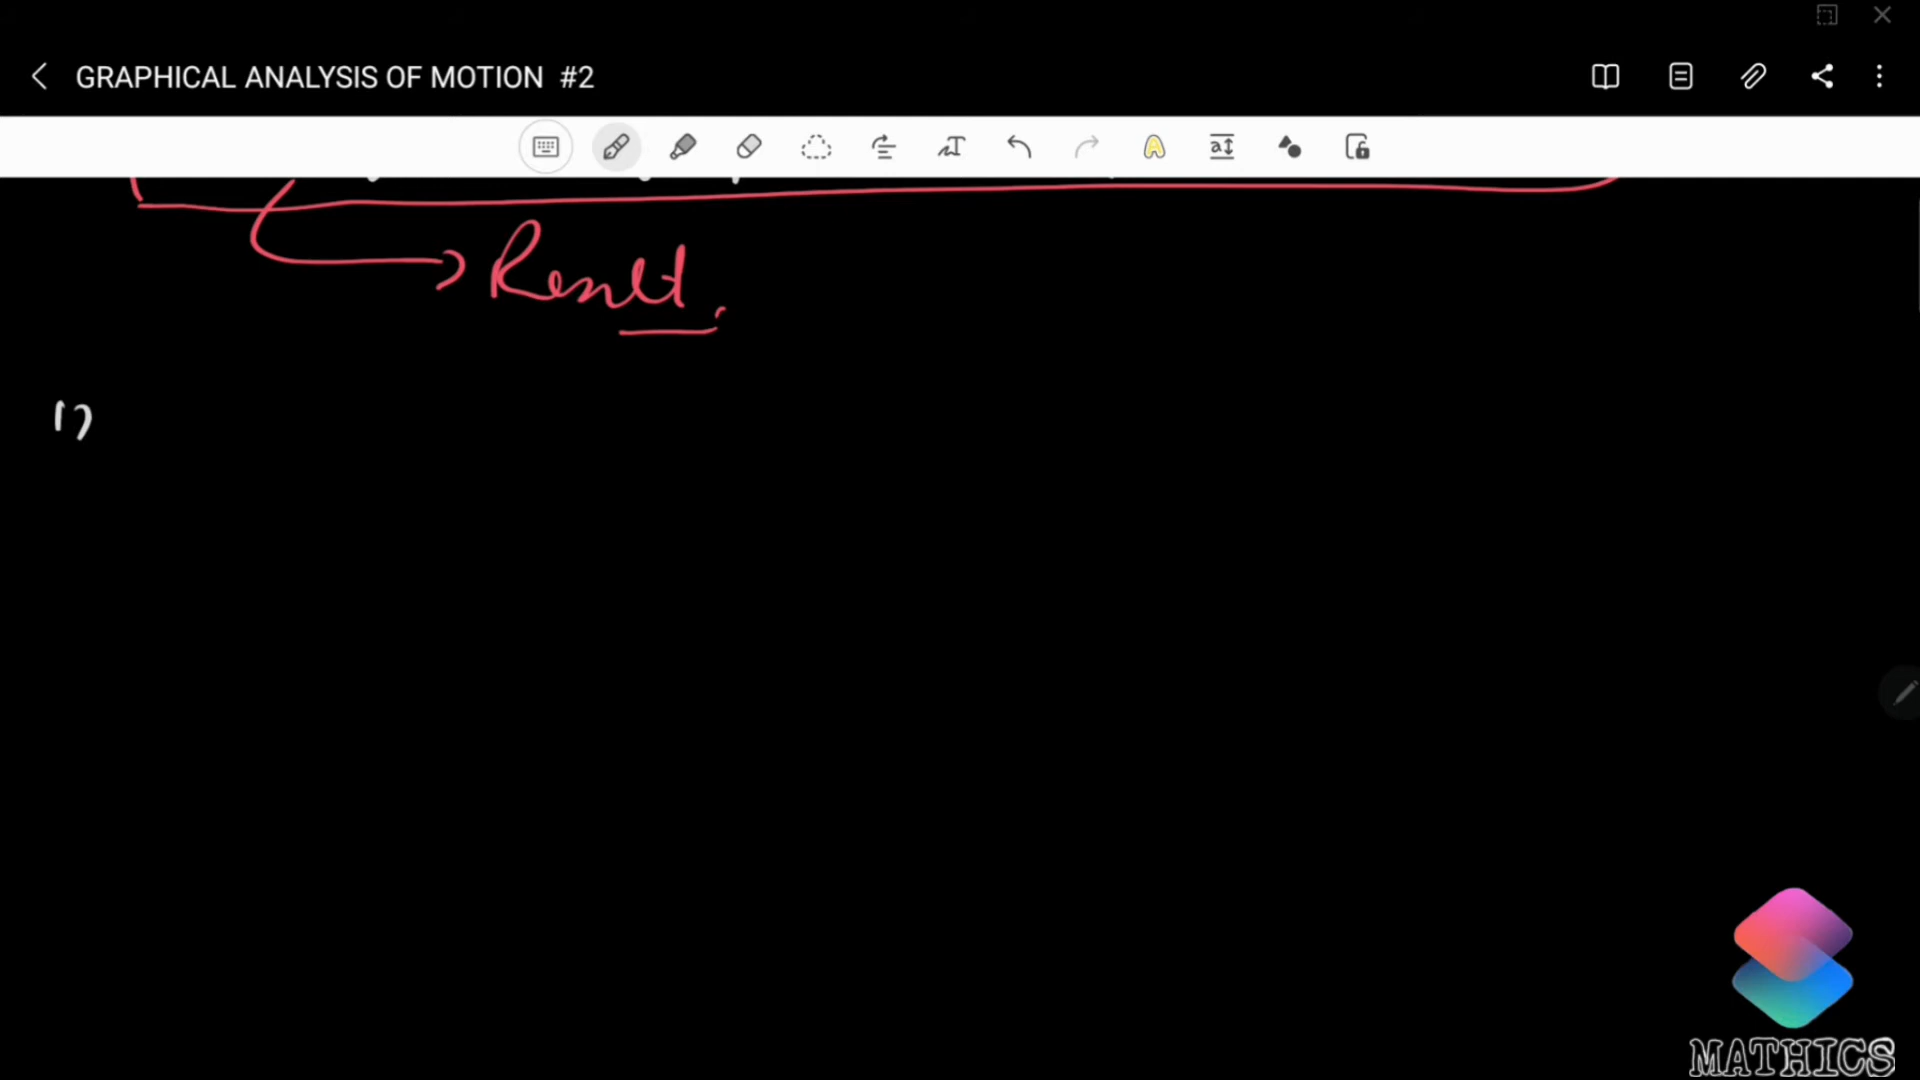 GRAPHICAL ANALYSIS OF MOTION #2
Result.
1)
MATHICS